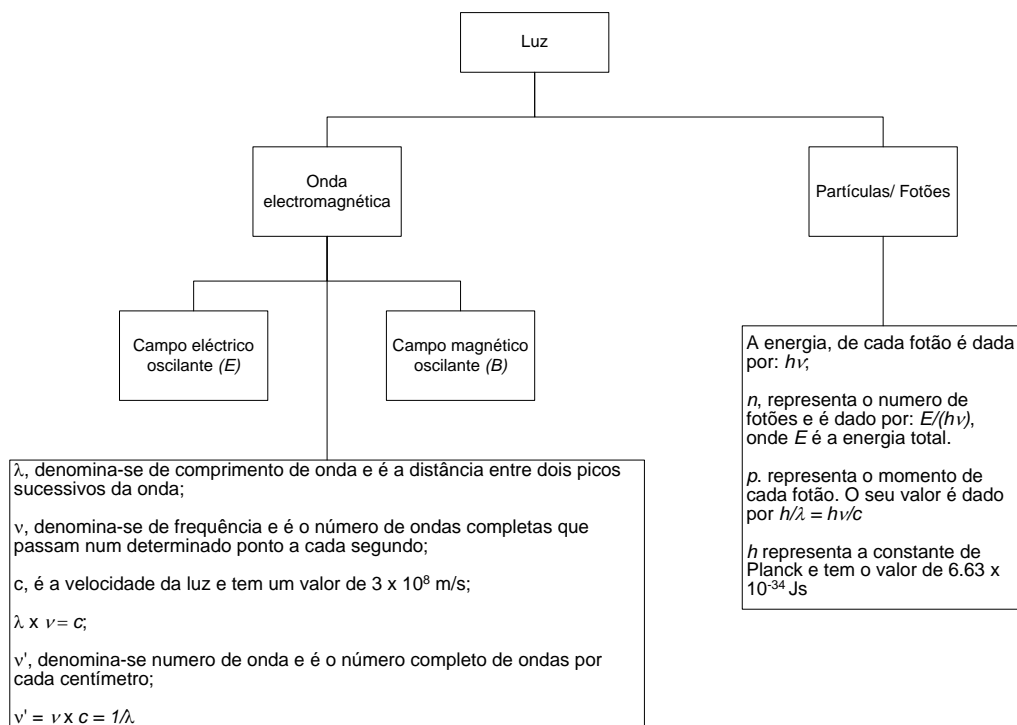 Luz
Onda
electromagnética
Partículas/ Fotões
Campo eléctrico
oscilante (E)
Campo magnético
oscilante (B)
A energia, de cada fotão é dada
por: hν;
n, representa o numero de
fotões e é dado por: E/(hν),
onde E é a energia total.
p. representa o momento de
cada fotão. O seu valor é dado
por h/λ = hν/c
h representa a constante de
Planck e tem o valor de 6.63 x
10⁻³⁴ Js
λ, denomina-se de comprimento de onda e é a distância entre dois picos
sucessivos da onda;
ν, denomina-se de frequência e é o número de ondas completas que
passam num determinado ponto a cada segundo;
c, é a velocidade da luz e tem um valor de 3 x 10⁸ m/s;
λ x ν = c;
ν', denomina-se numero de onda e é o número completo de ondas por
cada centímetro;
ν' = ν x c = 1/λ